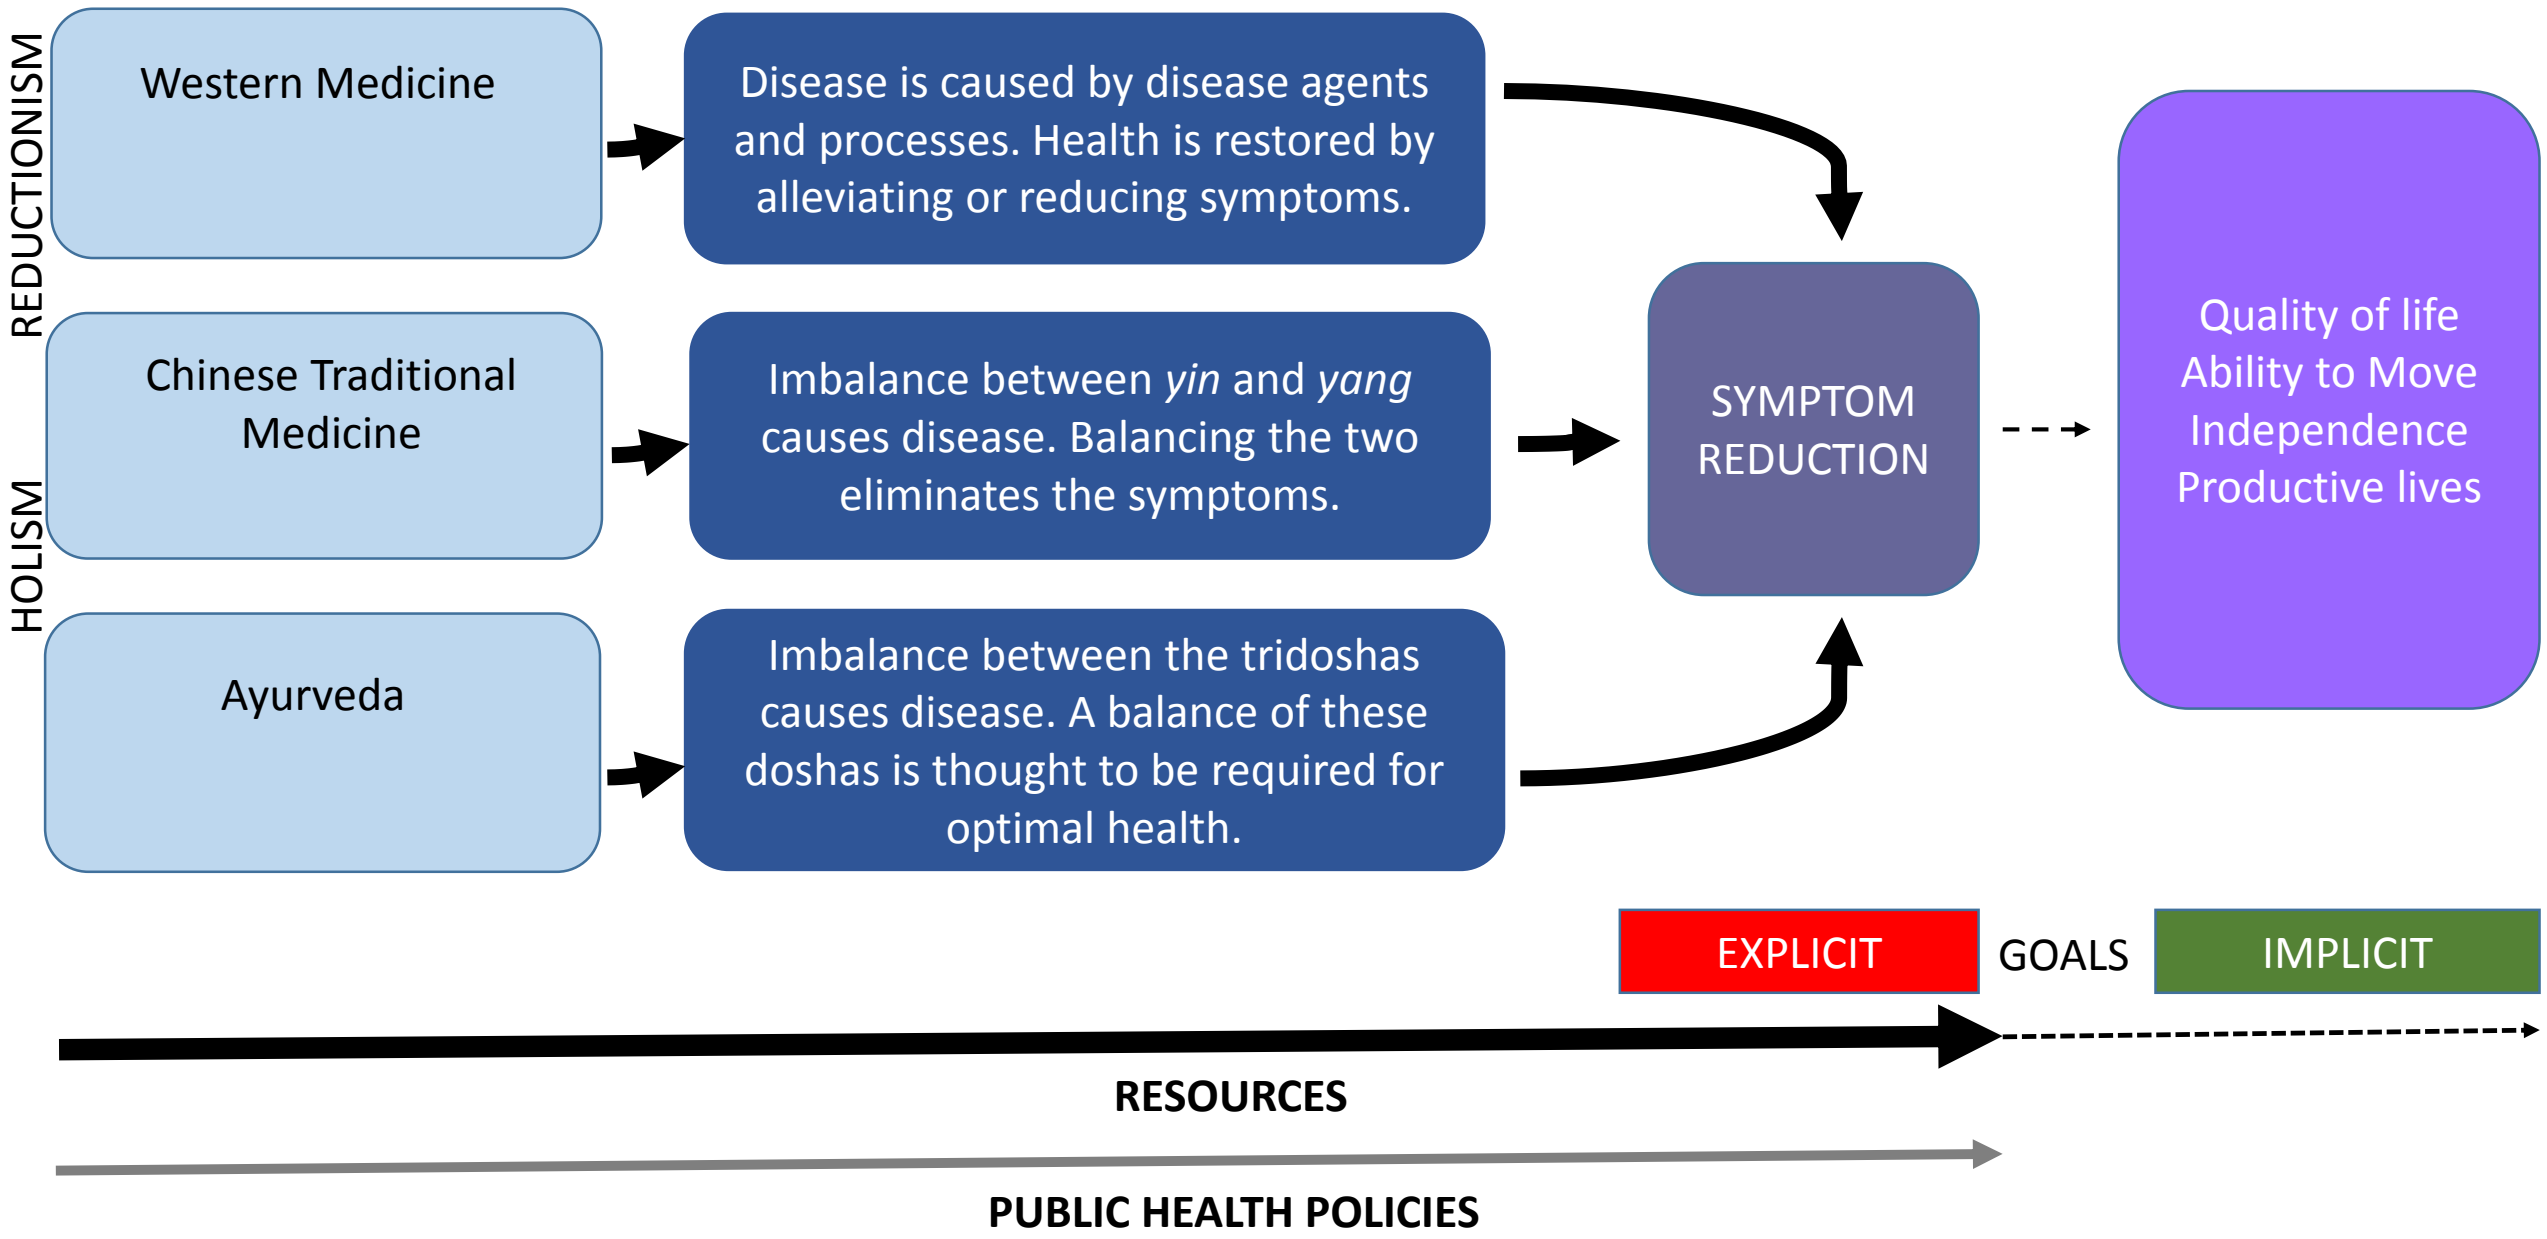 REDUCTIONISM
Western Medicine
Disease is caused by disease agents
and processes. Health is restored by
alleviating or reducing symptoms.
HOLISM
Chinese Traditional
Medicine
Imbalance between yin and yang
causes disease. Balancing the two
eliminates the symptoms.
Ayurveda
Imbalance between the tridoshas
causes disease. A balance of these
doshas is thought to be required for
optimal health.
SYMPTOM
REDUCTION
Quality of life
Ability to Move
Independence
Productive lives
EXPLICIT
GOALS
IMPLICIT
RESOURCES
PUBLIC HEALTH POLICIES